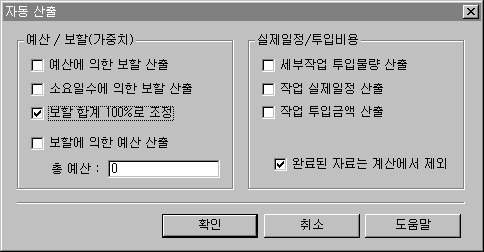 자동 산출
예산 / 보할(가중치)
예산에 의한 보할 산출
소요일수에 의한 보할 산출
보할 합계 100%로 조정
보할에 의한 예산 산출
총 예산 : 0
실제일정/투입비용
세부작업 투입물량 산출
작업 실제일정 산출
작업 투입금액 산출
완료된 자료는 계산에서 제외
확인 취소 도움말